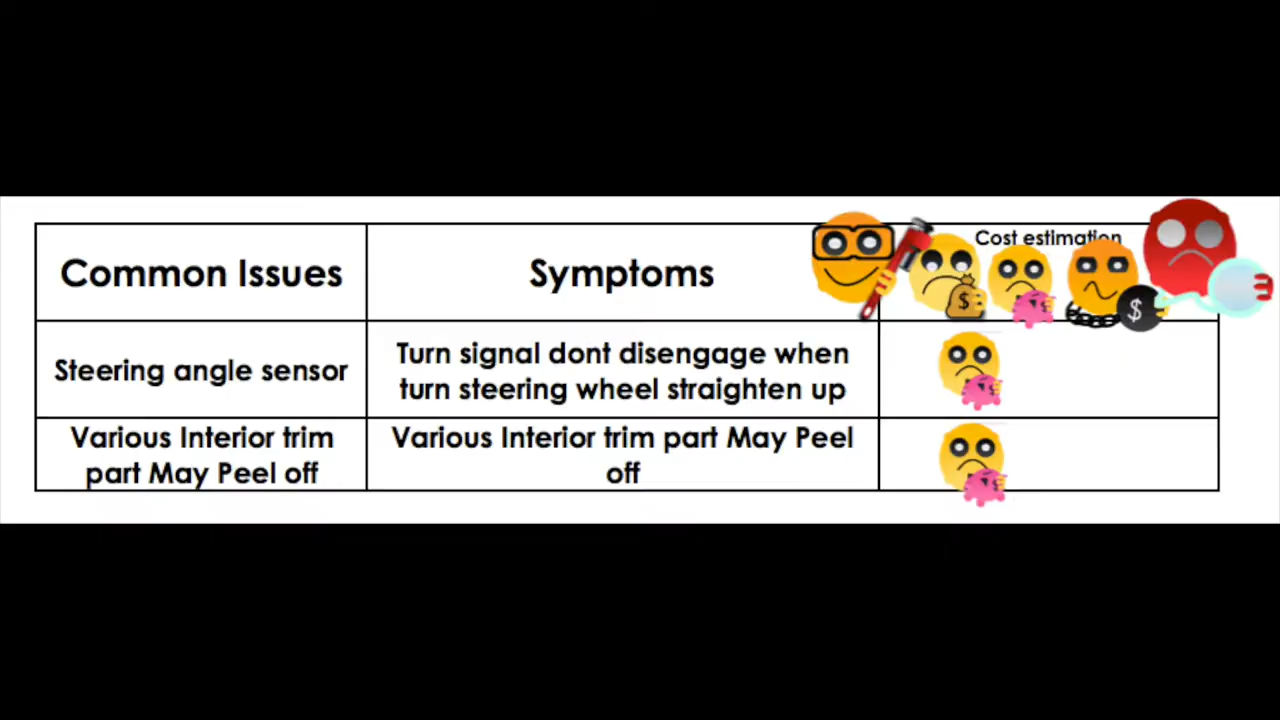 Common Issues
Symptoms
Cost estimation
$
$
Steering angle sensor
Turn signal dont disengage when
turn steering wheel straighten up
Various Interior trim
part May Peel off
Various Interior trim part May Peel
off